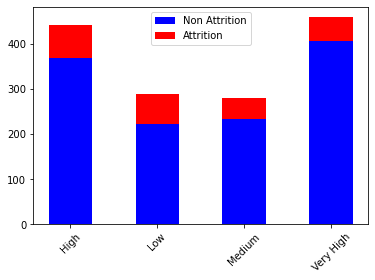 Non Attrition
Attrition
400
300
200
100
0
High
Low
Medium
Very High